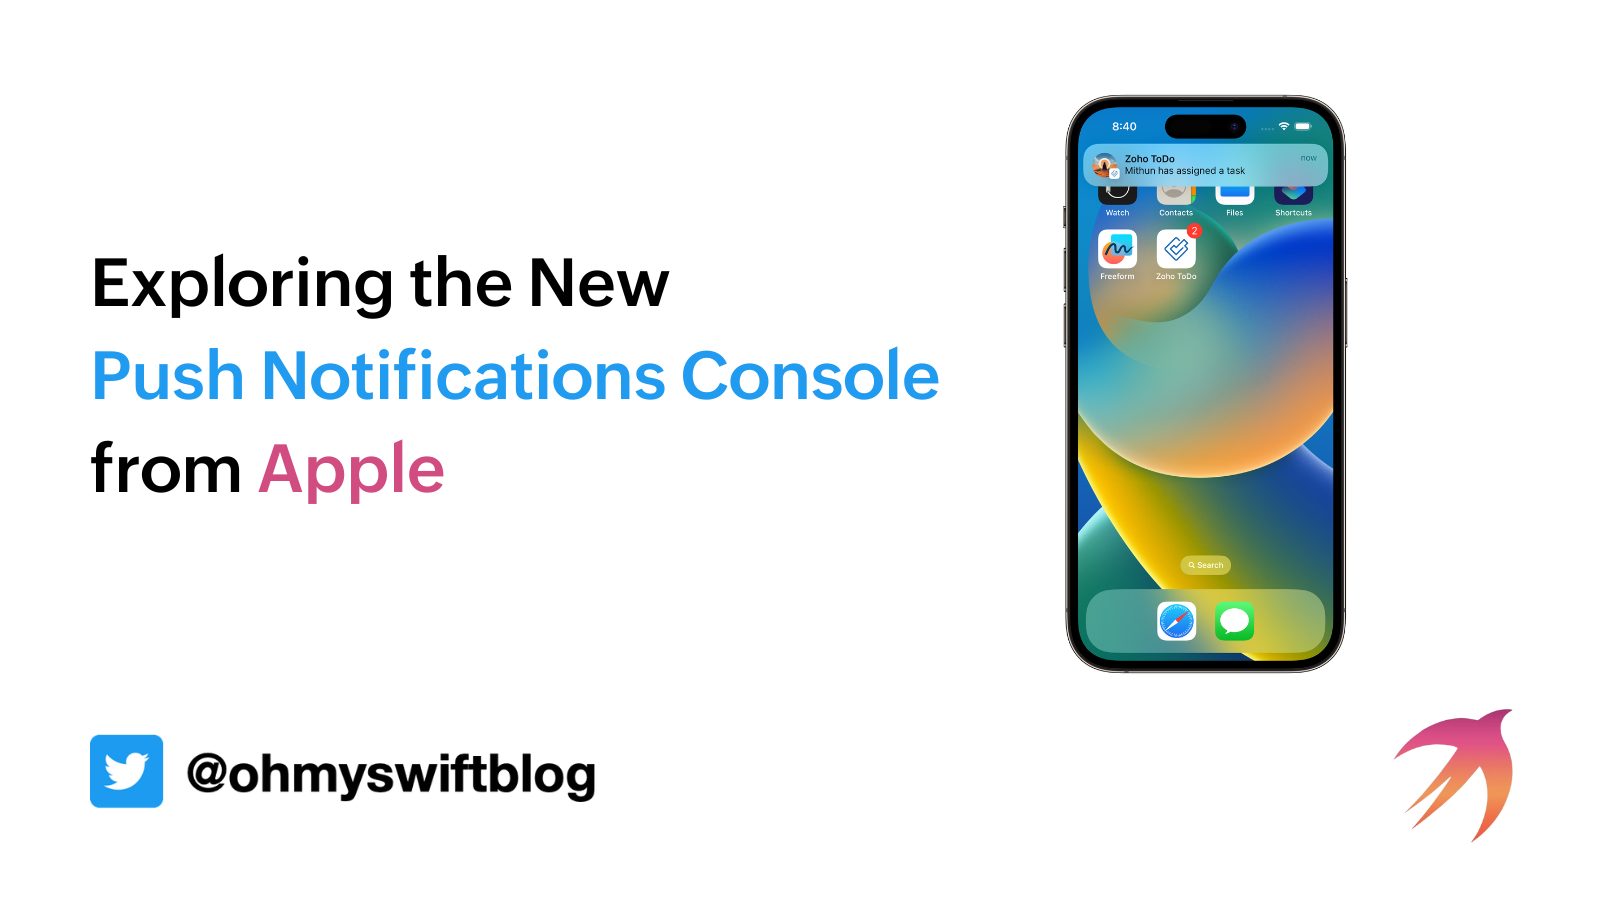 Exploring the New
Push Notifications Console
from Apple
@ohmyswiftblog
8:40
Zoho ToDo
now
Mithun has assigned a task
Watch
Contacts
Files
Shortcuts
2
Freeform
Zoho ToDo
Search